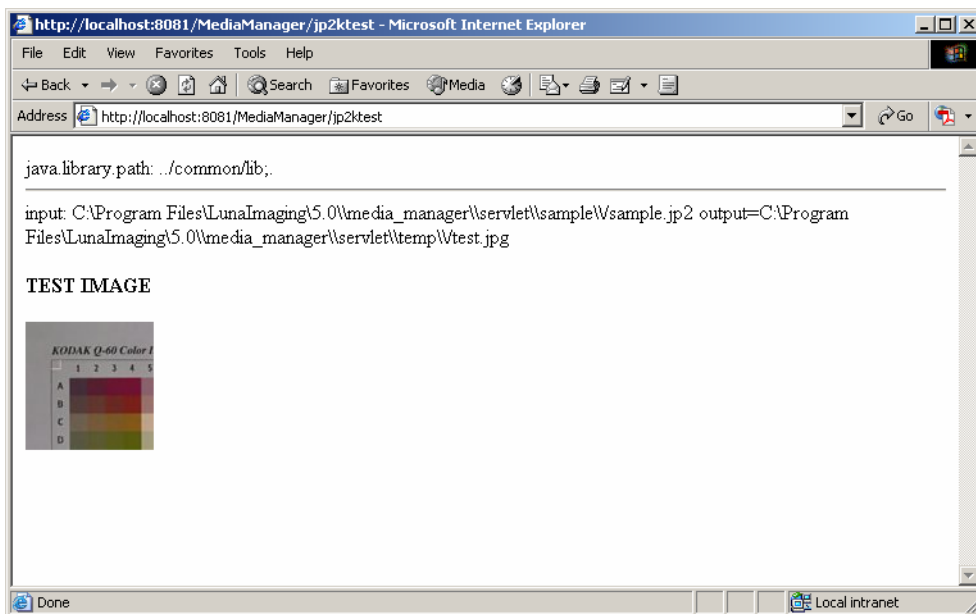 http://localhost:8081/MediaManager/jp2ktest - Microsoft Internet Explorer
File Edit View Favorites Tools Help
Back Search Favorites Media
Address http://localhost:8081/MediaManager/jp2ktest Go
java.library.path: ../common/lib;.
input: C:\Program Files\LunaImaging\5.0\\media_manager\\servlet\\sample\\/sample.jp2 output=C:\Program
Files\LunaImaging\5.0\\media_manager\\servlet\\temp\\/test.jpg
TEST IMAGE
KODAK Q-60 Color I
1 2 3 4 5
A
B
C
D
Done Local intranet